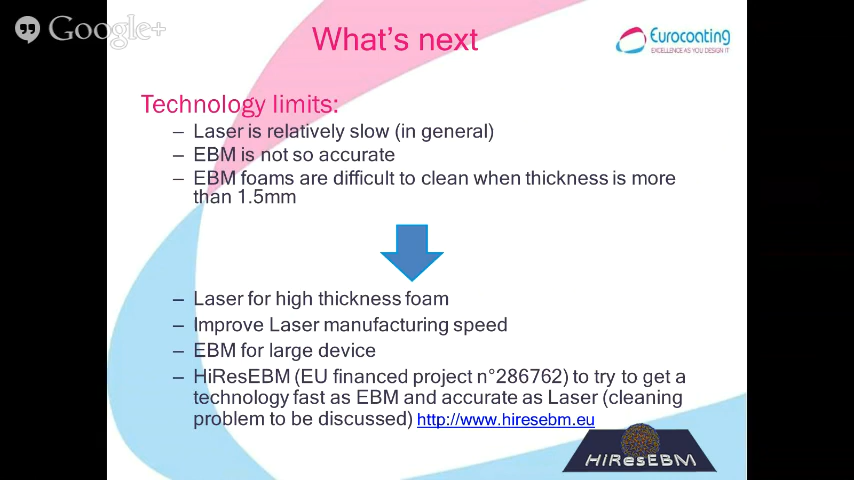 Google+
What's next
Eurocoating
EXCELLENCE AS YOU DESIGN IT
Technology limits:
– Laser is relatively slow (in general)
– EBM is not so accurate
– EBM foams are difficult to clean when thickness is more
than 1.5mm
– Laser for high thickness foam
– Improve Laser manufacturing speed
– EBM for large device
– HiResEBM (EU financed project n°286762) to try to get a
technology fast as EBM and accurate as Laser (cleaning
problem to be discussed) http://www.hiresebm.eu
HIResEBM